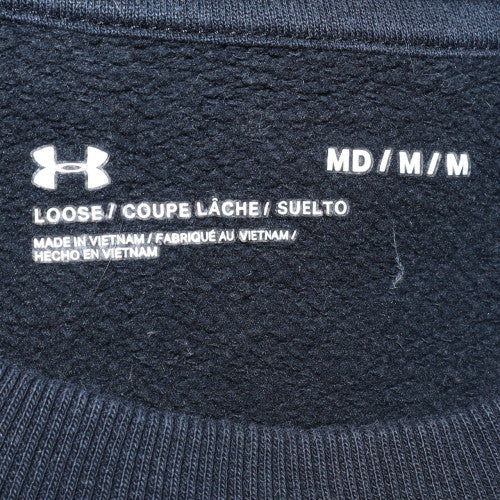 MD / M / M
LOOSE / COUPE LÂCHE / SUELTO
MADE IN VIETNAM / FABRIQUÉ AU VIETNAM /
HECHO EN VIETNAM